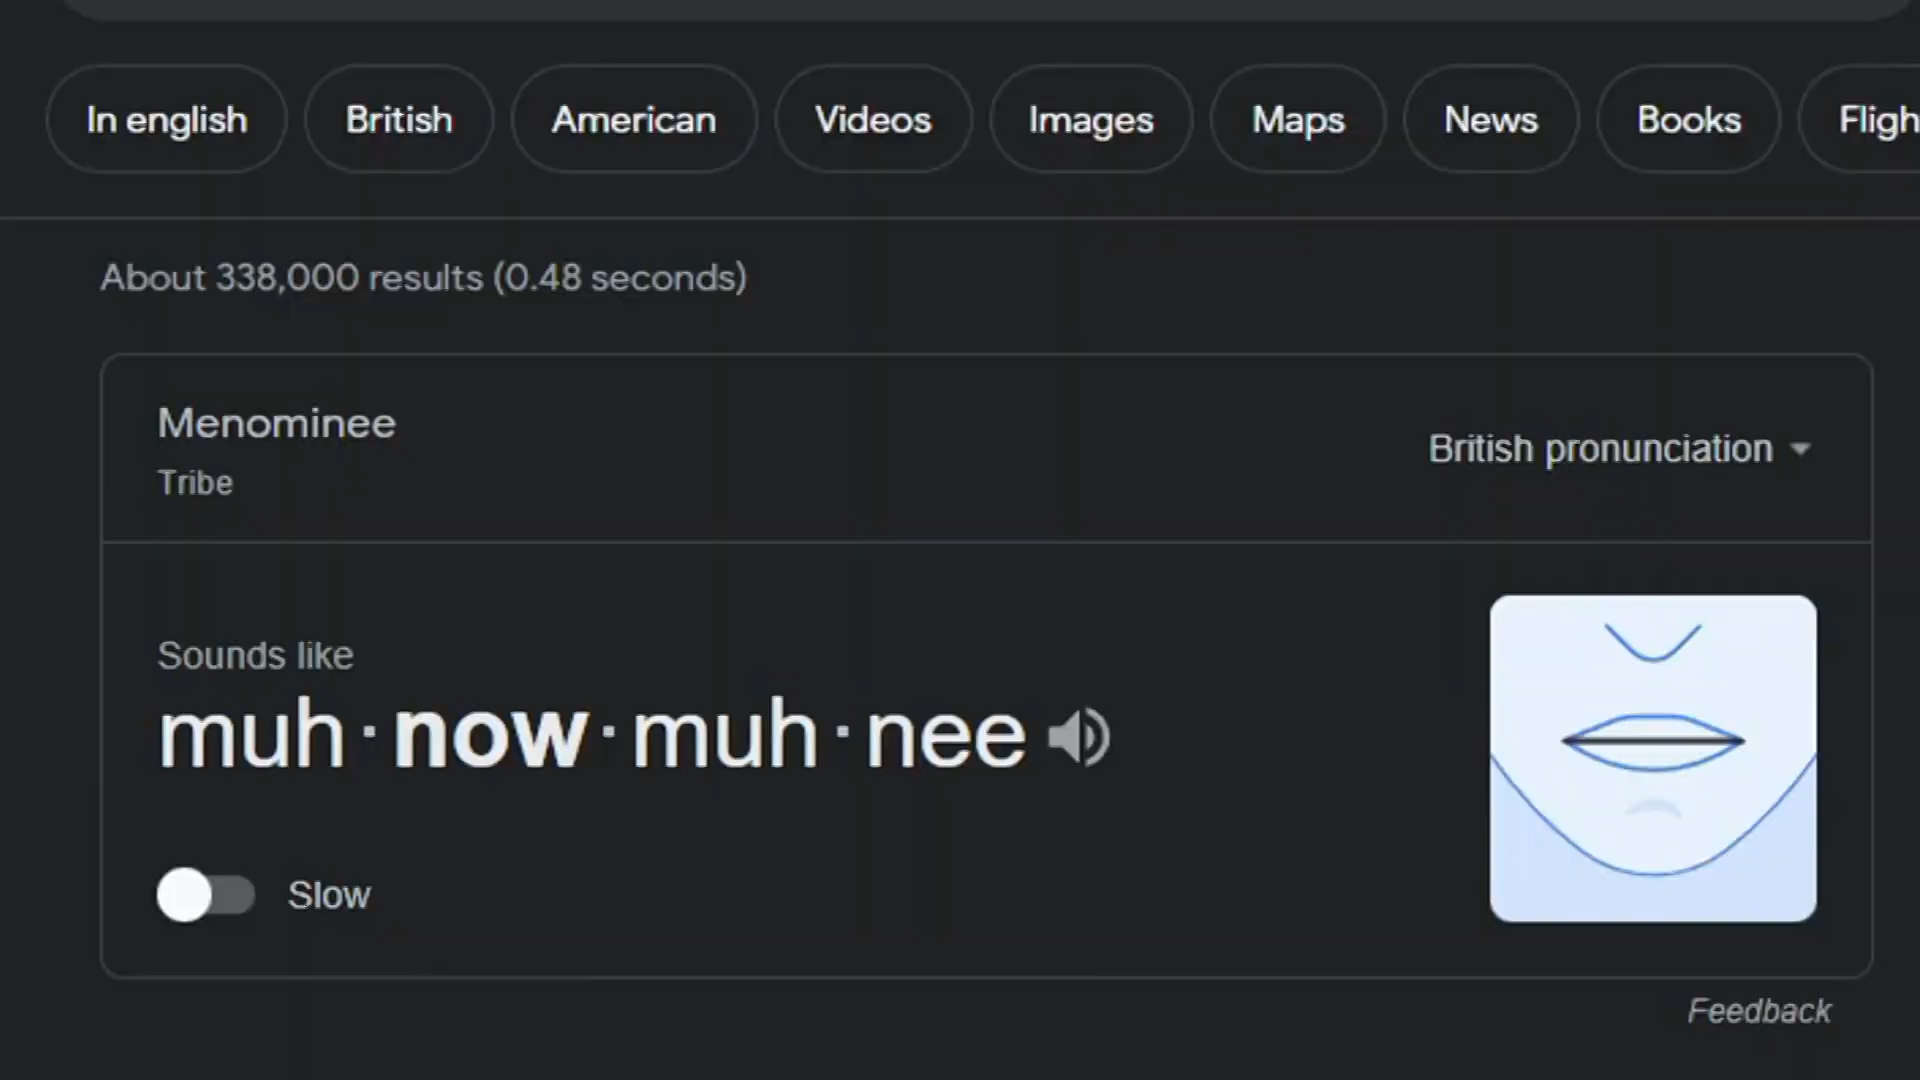 In english British American Videos Images Maps News Books Fligh
About 338,000 results (0.48 seconds)
Menominee
Tribe
British pronunciation
Sounds like
muh·now·muh·nee
Slow
Feedback